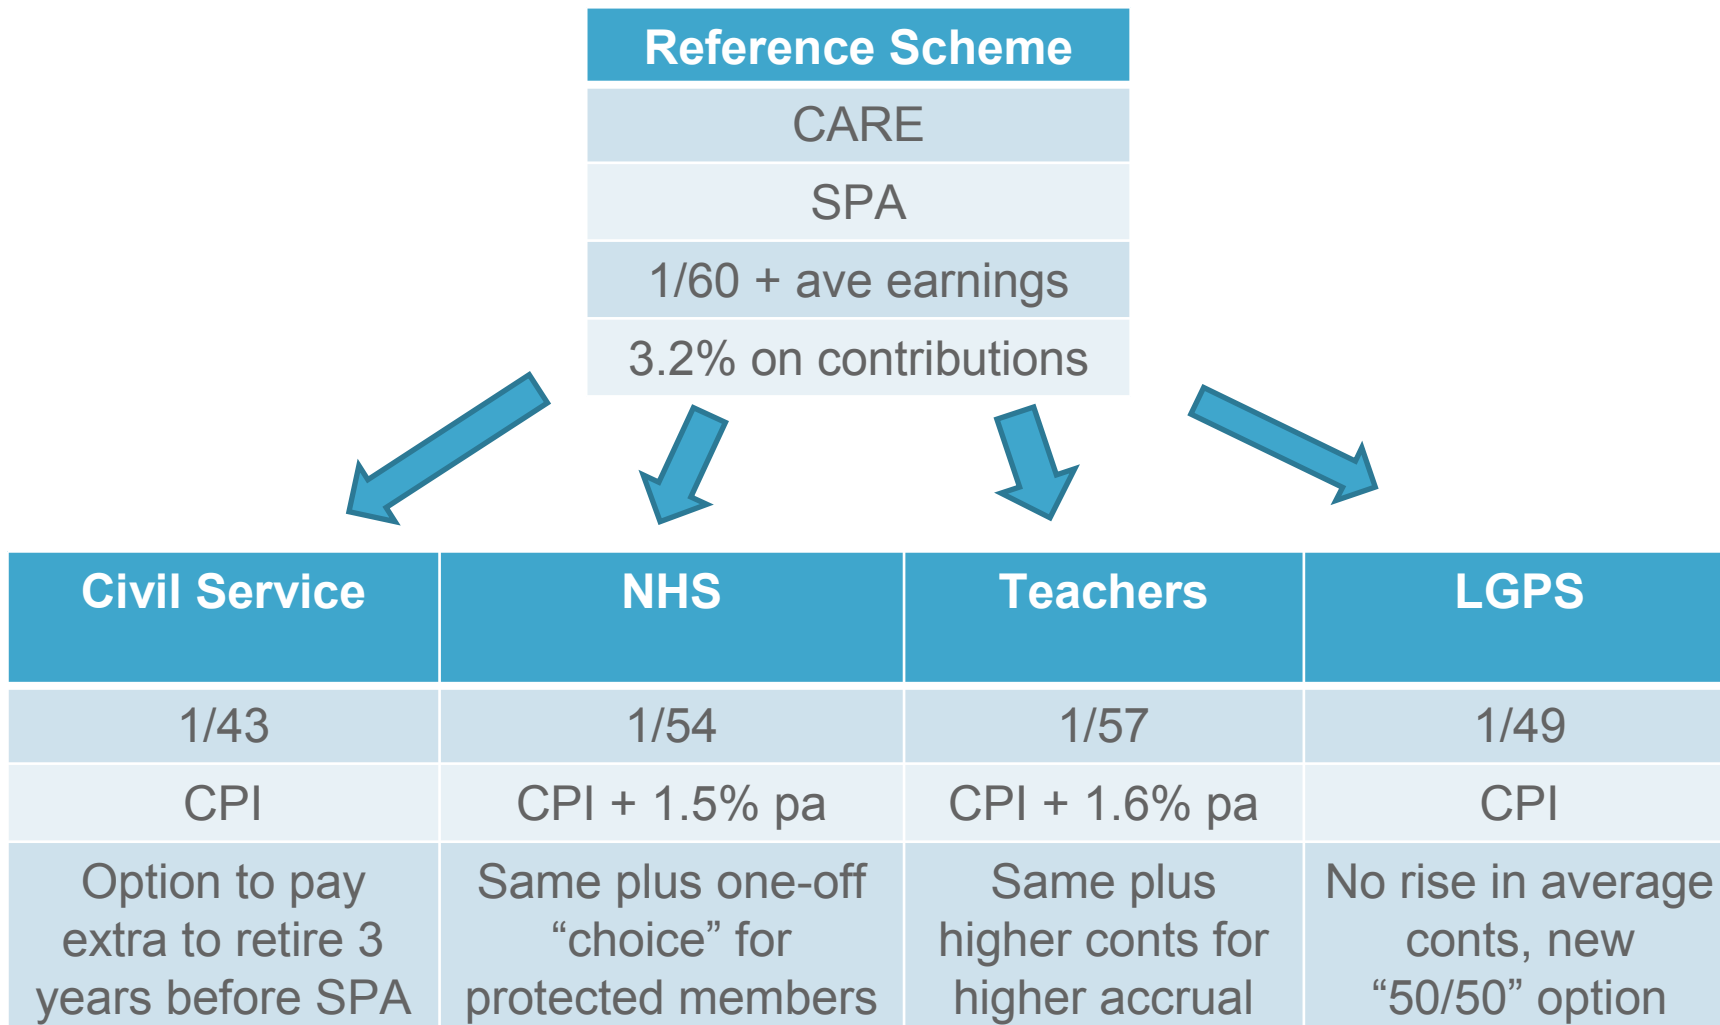 Reference Scheme
CARE
SPA
1/60 + ave earnings
3.2% on contributions
Civil Service
NHS
Teachers
LGPS
1/43
1/54
1/57
1/49
CPI
CPI + 1.5% pa
CPI + 1.6% pa
CPI
Option to pay
extra to retire 3
years before SPA
Same plus one-off
“choice” for
protected members
Same plus
higher conts for
higher accrual
No rise in average
conts, new
“50/50” option